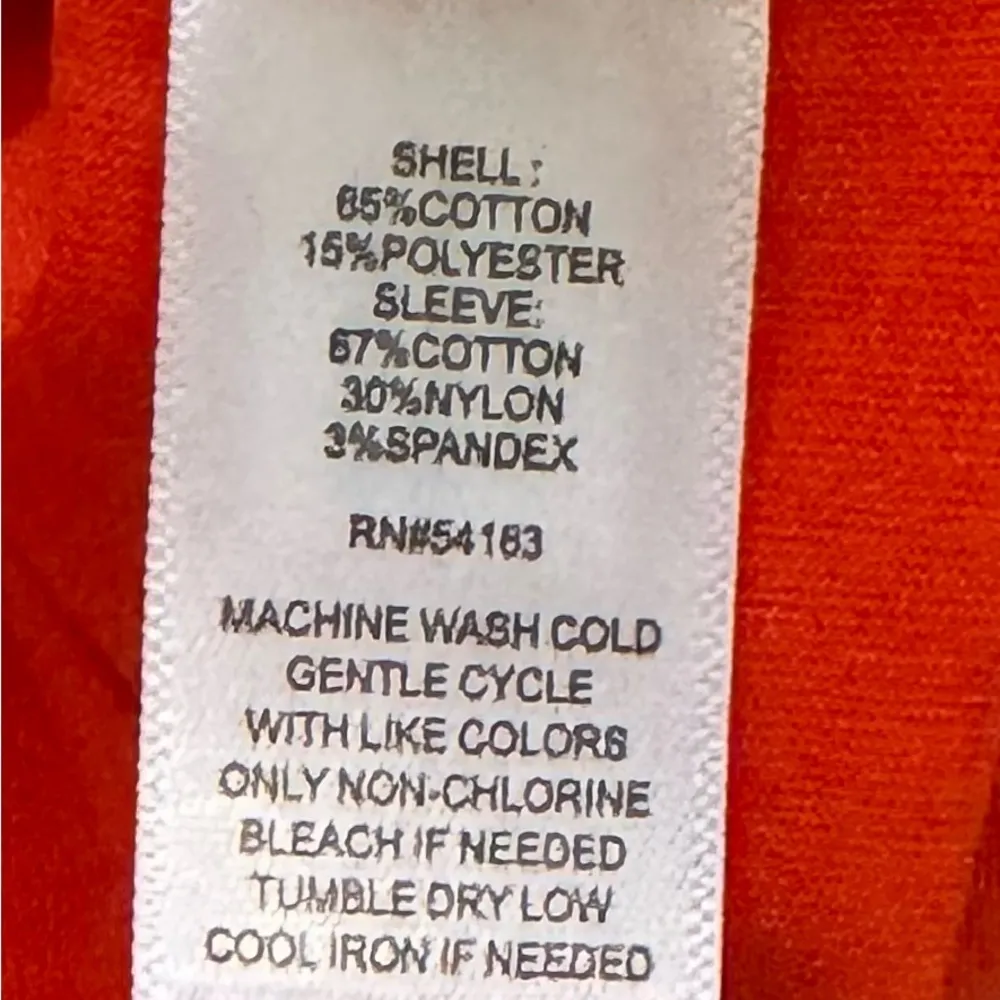 SHELL:
85%COTTON
15%POLYESTER
SLEEVE:
67%COTTON
30%NYLON
3%SPANDEX
RN#54163
MACHINE WASH COLD
GENTLE CYCLE
WITH LIKE COLORS
ONLY NON-CHLORINE
BLEACH IF NEEDED
TUMBLE DRY LOW
COOL IRON IF NEEDED